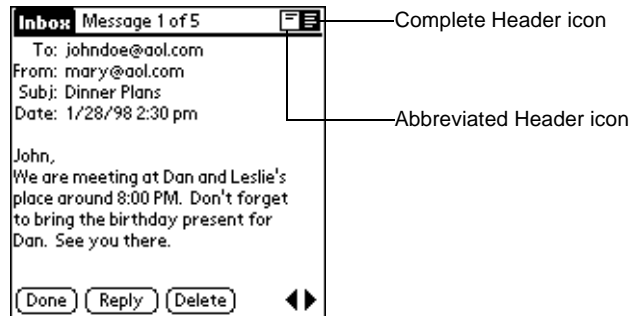 Inbox Message 1 of 5
Complete Header icon
To: johndoe@aol.com
From: mary@aol.com
Subj: Dinner Plans
Date: 1/28/98 2:30 pm
Abbreviated Header icon
John,
We are meeting at Dan and Leslie's
place around 8:00 PM. Don't forget
to bring the birthday present for
Dan. See you there.
Done Reply Delete